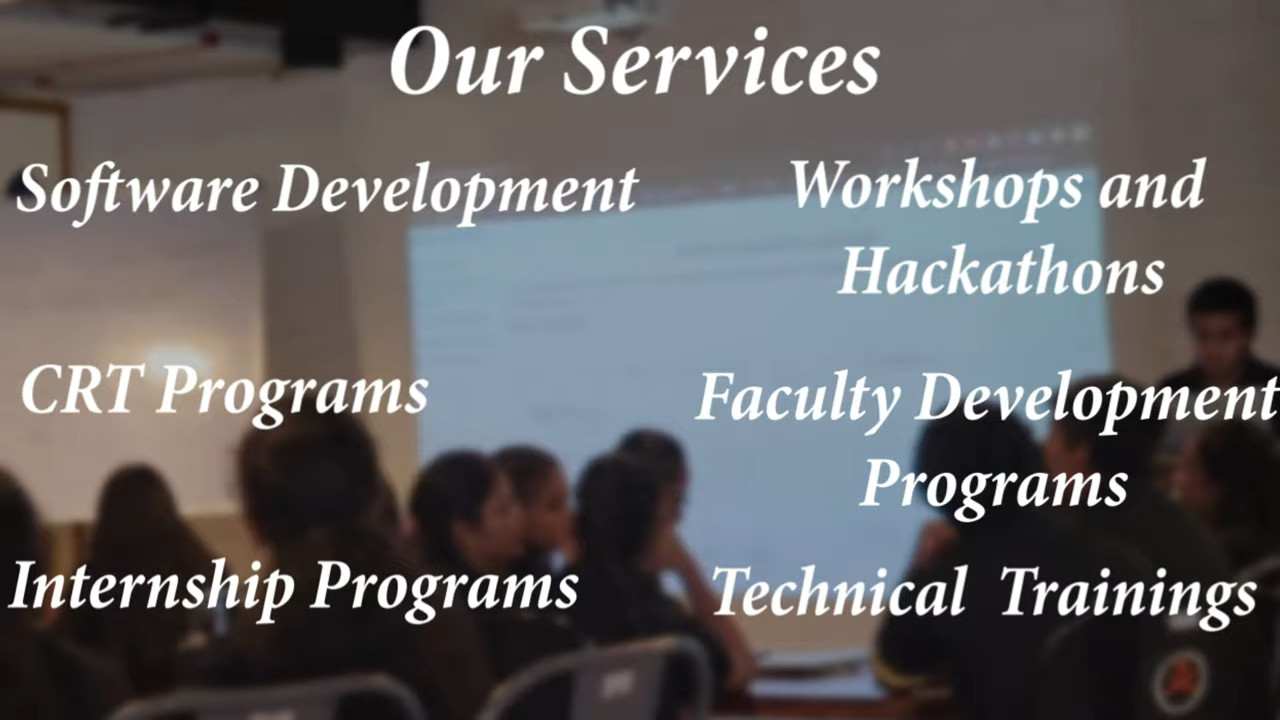 Our Services
Software Development
Workshops and
Hackathons
CRT Programs
Faculty Development
Programs
Internship Programs
Technical Trainings